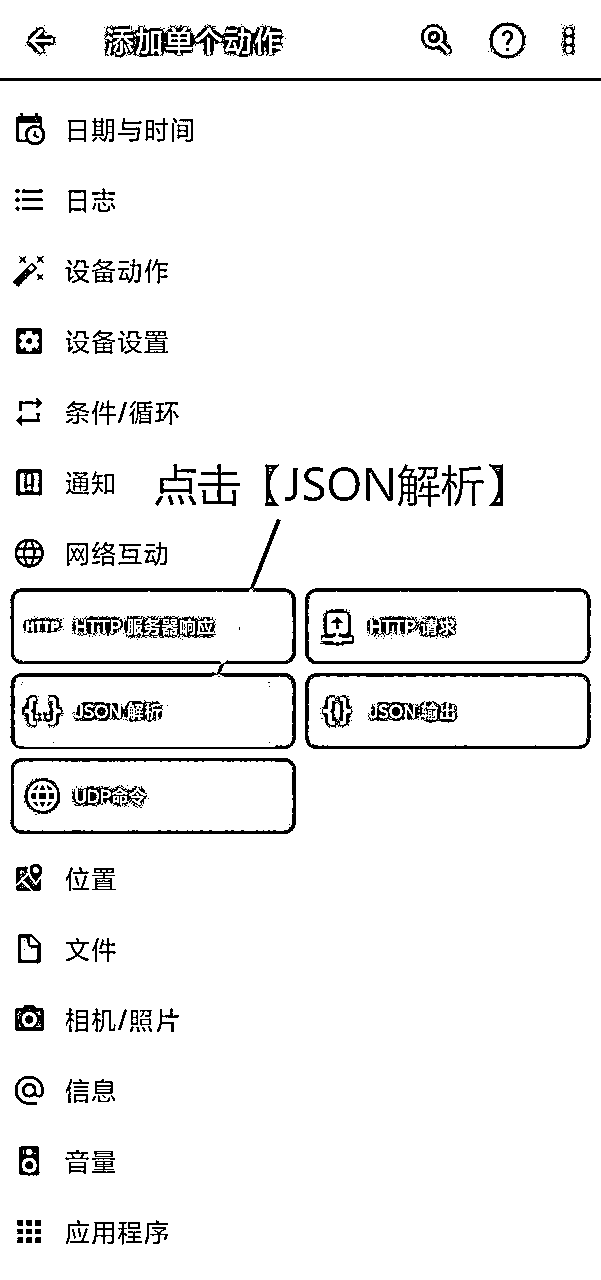 添加单个动作
日期与时间
日志
设备动作
设备设置
条件/循环
通知
点击【JSON解析】
网络互动
HTTP HTTP 服务器响应
HTTP 请求
JSON 解析
JSON 输出
UDP命令
位置
文件
相机/照片
信息
音量
应用程序